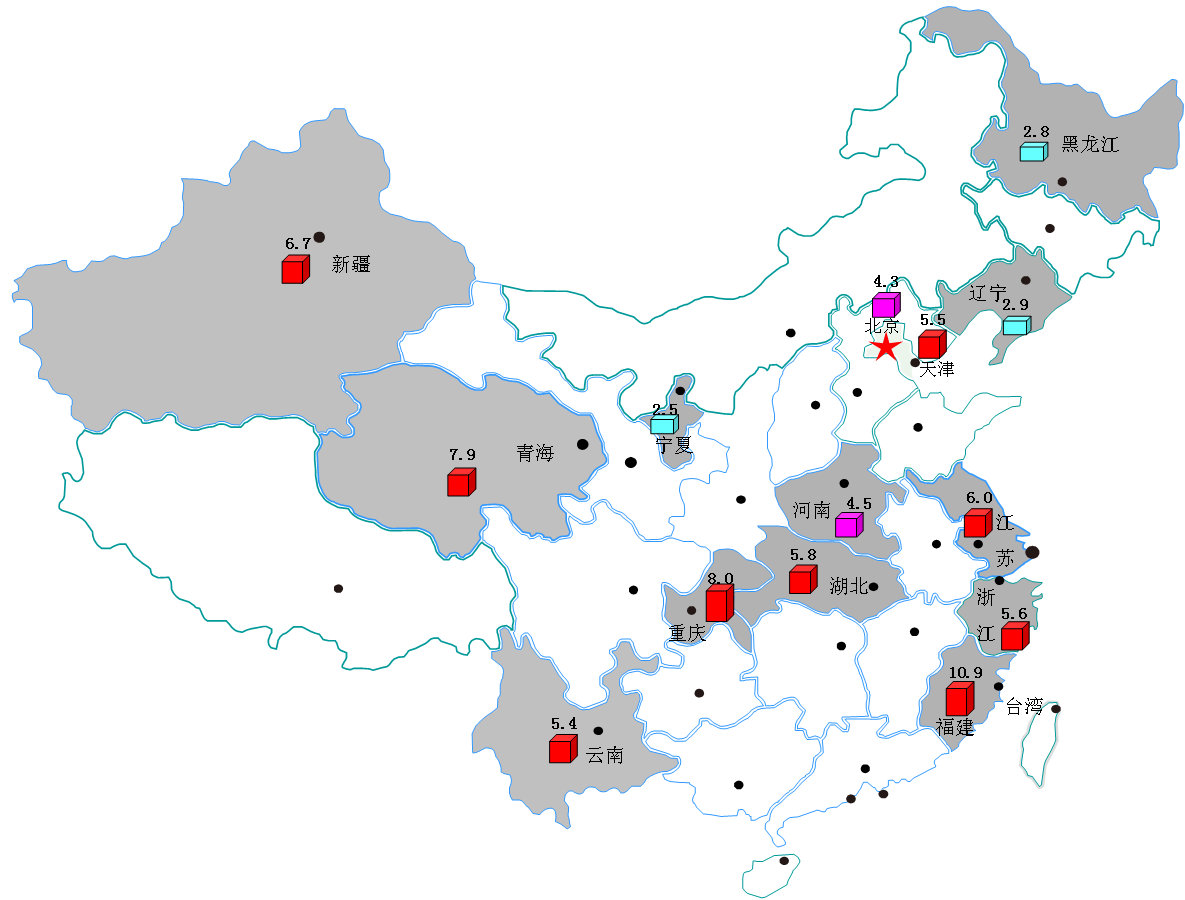 2.8
黑龙江
6.7
新疆
辽宁
2.9
4.3
北京
5.5
天津
2.5
宁夏
青海
7.9
河南
4.5
6.0
江
苏
5.8
湖北
8.0
重庆
浙
江
5.6
10.9
福建
台湾
5.4
云南